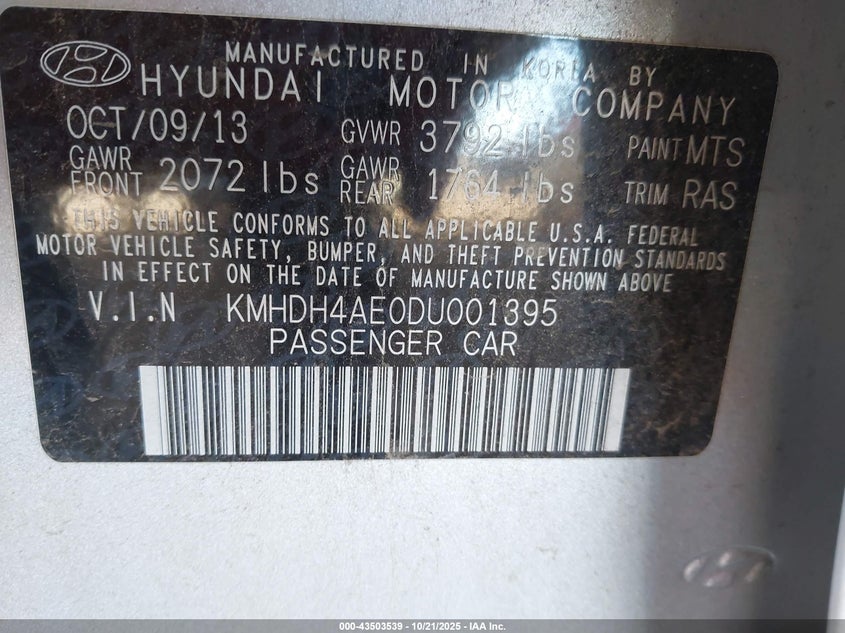 MANUFACTURED IN KOREA BY
HYUNDAI MOTOR COMPANY
OCT/09/13 GVWR 3792 lbs PAINT MTS
GAWR FRONT 2072 lbs GAWR REAR 1764 lbs TRIM RAS
THIS VEHICLE CONFORMS TO ALL APPLICABLE U.S.A. FEDERAL
MOTOR VEHICLE SAFETY, BUMPER, AND THEFT PREVENTION STANDARDS
IN EFFECT ON THE DATE OF MANUFACTURE SHOWN ABOVE
V.I.N KMHDH4AE0DU001395
PASSENGER CAR
000-43503539 - 10/21/2025 - IAA Inc.